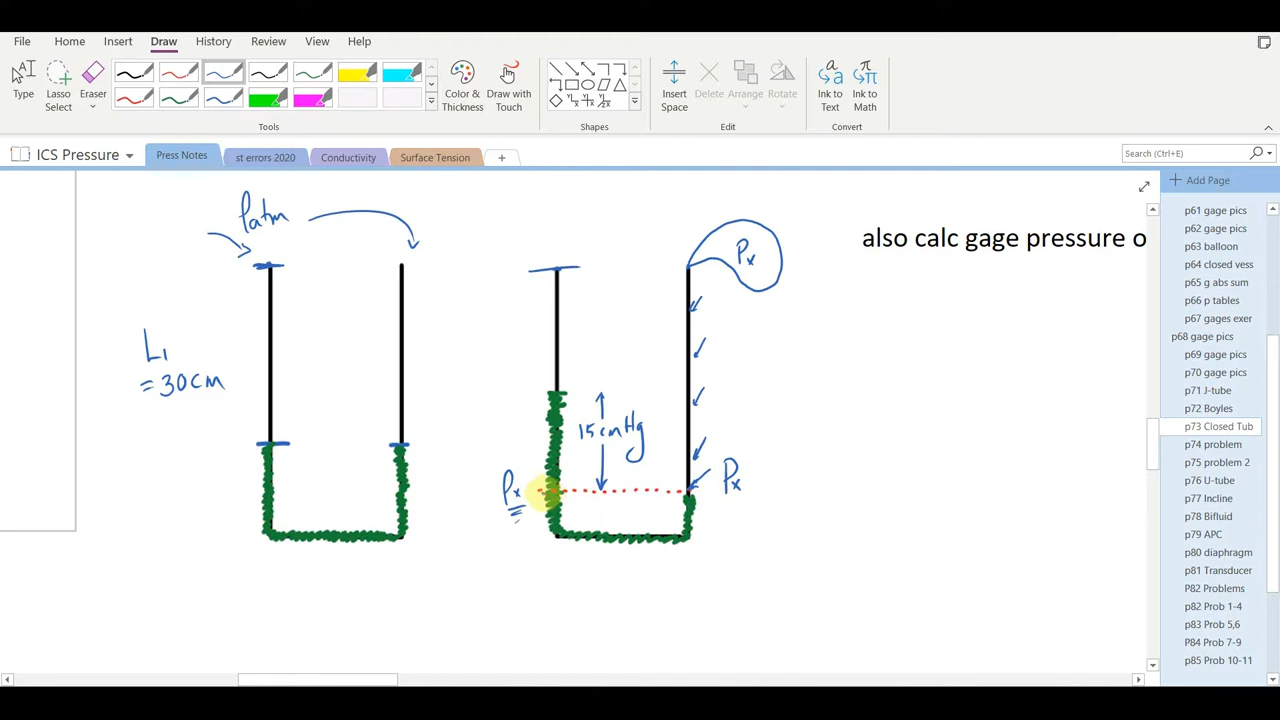 File Home Insert Draw History Review View Help
Type
Lasso Select
Eraser
Color & Thickness
Draw with Touch
Insert Space
Delete
Arrange
Rotate
Ink to Text
Ink to Math
Tools
Shapes
Edit
Convert
ICS Pressure
Press Notes
st errors 2020
Conductivity
Surface Tension
Search (Ctrl+E)
Add Page
Patm
L1
= 30cm
Px
15cmHg
Px
Px
also calc gage pressure o
p61 gage pics
p62 gage pics
p63 balloon
p64 closed vess
p65 g abs sum
p66 p tables
p67 gages exer
p68 gage pics
p69 gage pics
p70 gage pics
p71 J-tube
p72 Boyles
p73 Closed Tub
p74 problem
p75 problem 2
p76 U-tube
p77 Incline
p78 Bifluid
p79 APC
p80 diaphragm
p81 Transducer
P82 Problems
p82 Prob 1-4
p83 Prob 5,6
P84 Prob 7-9
p85 Prob 10-11